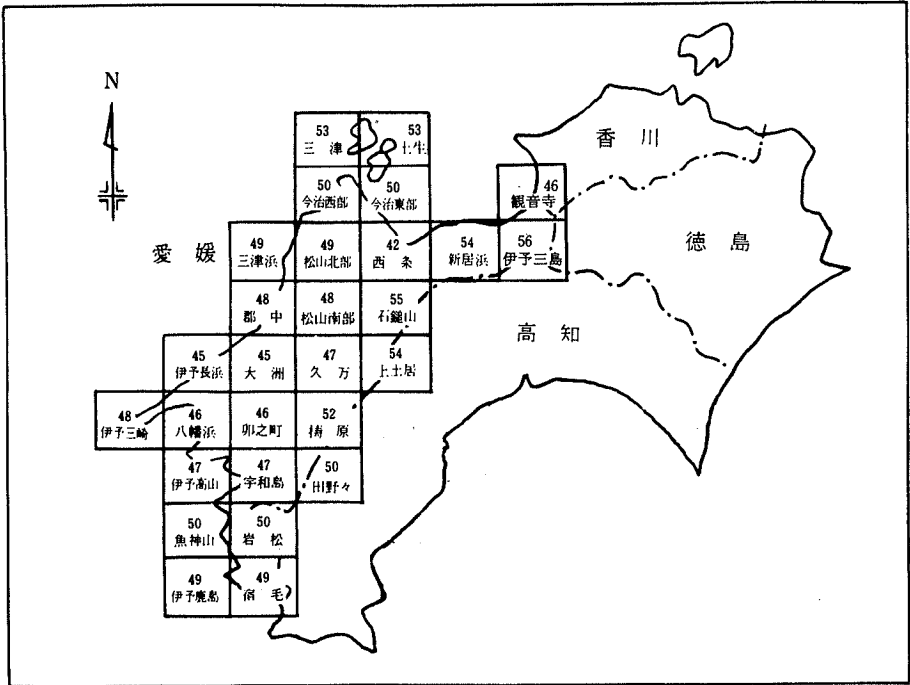 N
香川
徳島
愛媛
高知
53
三津
53
土生
50
今治西部
50
今治東部
46
観音寺
49
三津浜
49
松山北部
42
西条
54
新居浜
56
伊予三島
48
郡中
48
松山南部
55
石鎚山
45
伊予長浜
45
大洲
47
久万
54
上土居
48
伊予三崎
46
八幡浜
46
卯之町
52
梼原
47
伊予高山
47
宇和島
50
田野々
50
魚神山
50
岩松
49
伊予鹿島
49
宿毛